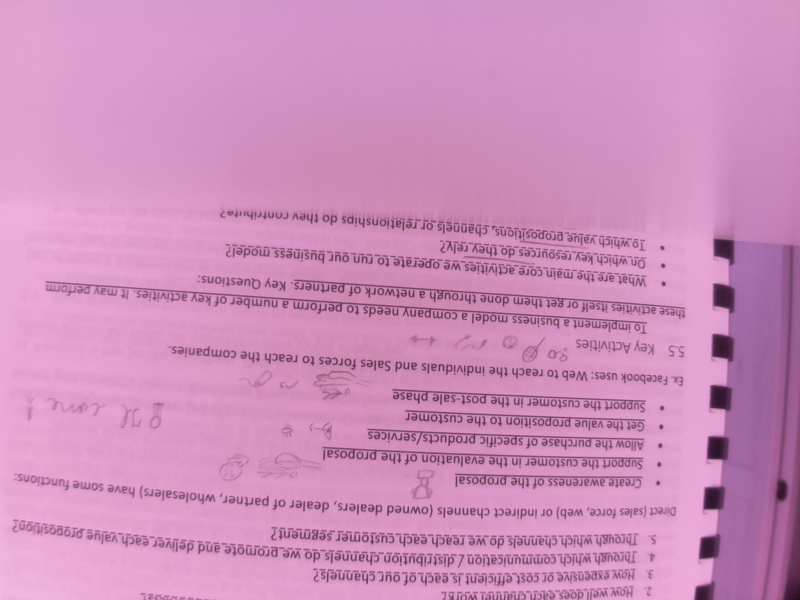 2. How well does each channel work?
3. How expensive or cost efficient is each of our channels?
4. Through which communication / distribution channels do we promote and deliver each value proposition?
5. Through which channels do we reach each customer segment?
Direct (sales force, web) or indirect channels (owned dealers, dealer of partner, wholesalers) have some functions:
• Create awareness of the proposal
• Support the customer in the evaluation of the proposal
• Allow the purchase of specific products/services
• Get the value proposition to the customer
• Support the customer in the post-sale phase
Ex. Facebook uses: Web to reach the individuals and Sales forces to reach the companies.
5.5 Key Activities
To implement a business model a company needs to perform a number of key activities. It may perform
these activities itself or get them done through a network of partners. Key Questions:
• What are the main core activities we operate to run our business model?
• On which key resources do they rely?
• To which value propositions, channels or relationships do they contribute?